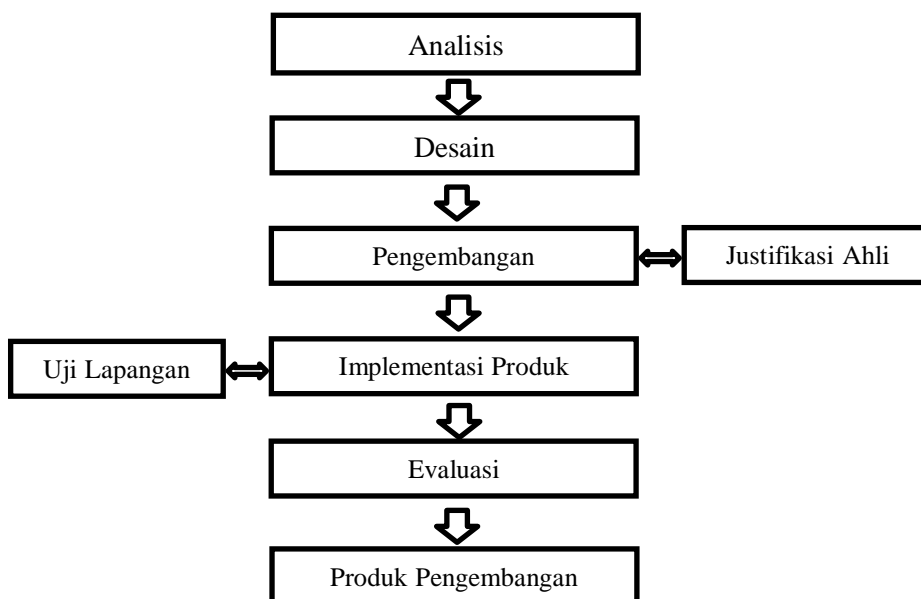 Analisis
Desain
Pengembangan
Justifikasi Ahli
Uji Lapangan
Implementasi Produk
Evaluasi
Produk Pengembangan